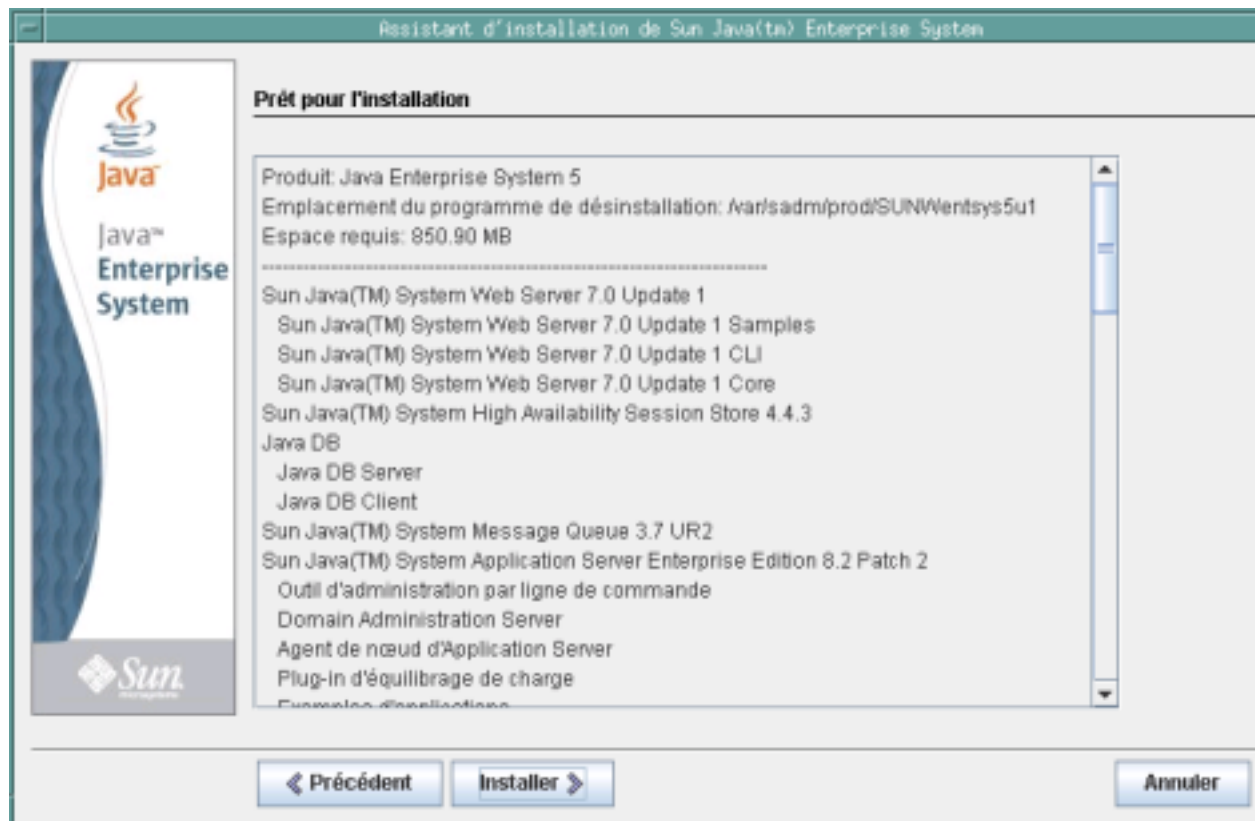 Assistant d'installation de Sun Java(tm) Enterprise System
Java™
Java™
Enterprise
System
Sun
microsystems
Prêt pour l'installation
Produit: Java Enterprise System 5
Emplacement du programme de désinstallation: /var/sadm/prod/SUNWentsys5u1
Espace requis: 850.90 MB
--------------------------------------------------------------------------
Sun Java(TM) System Web Server 7.0 Update 1
Sun Java(TM) System Web Server 7.0 Update 1 Samples
Sun Java(TM) System Web Server 7.0 Update 1 CLI
Sun Java(TM) System Web Server 7.0 Update 1 Core
Sun Java(TM) System High Availability Session Store 4.4.3
Java DB
Java DB Server
Java DB Client
Sun Java(TM) System Message Queue 3.7 UR2
Sun Java(TM) System Application Server Enterprise Edition 8.2 Patch 2
Outil d'administration par ligne de commande
Domain Administration Server
Agent de nœud d'Application Server
Plug-in d'équilibrage de charge
Exemples d'applications
Précédent
Installer
Annuler